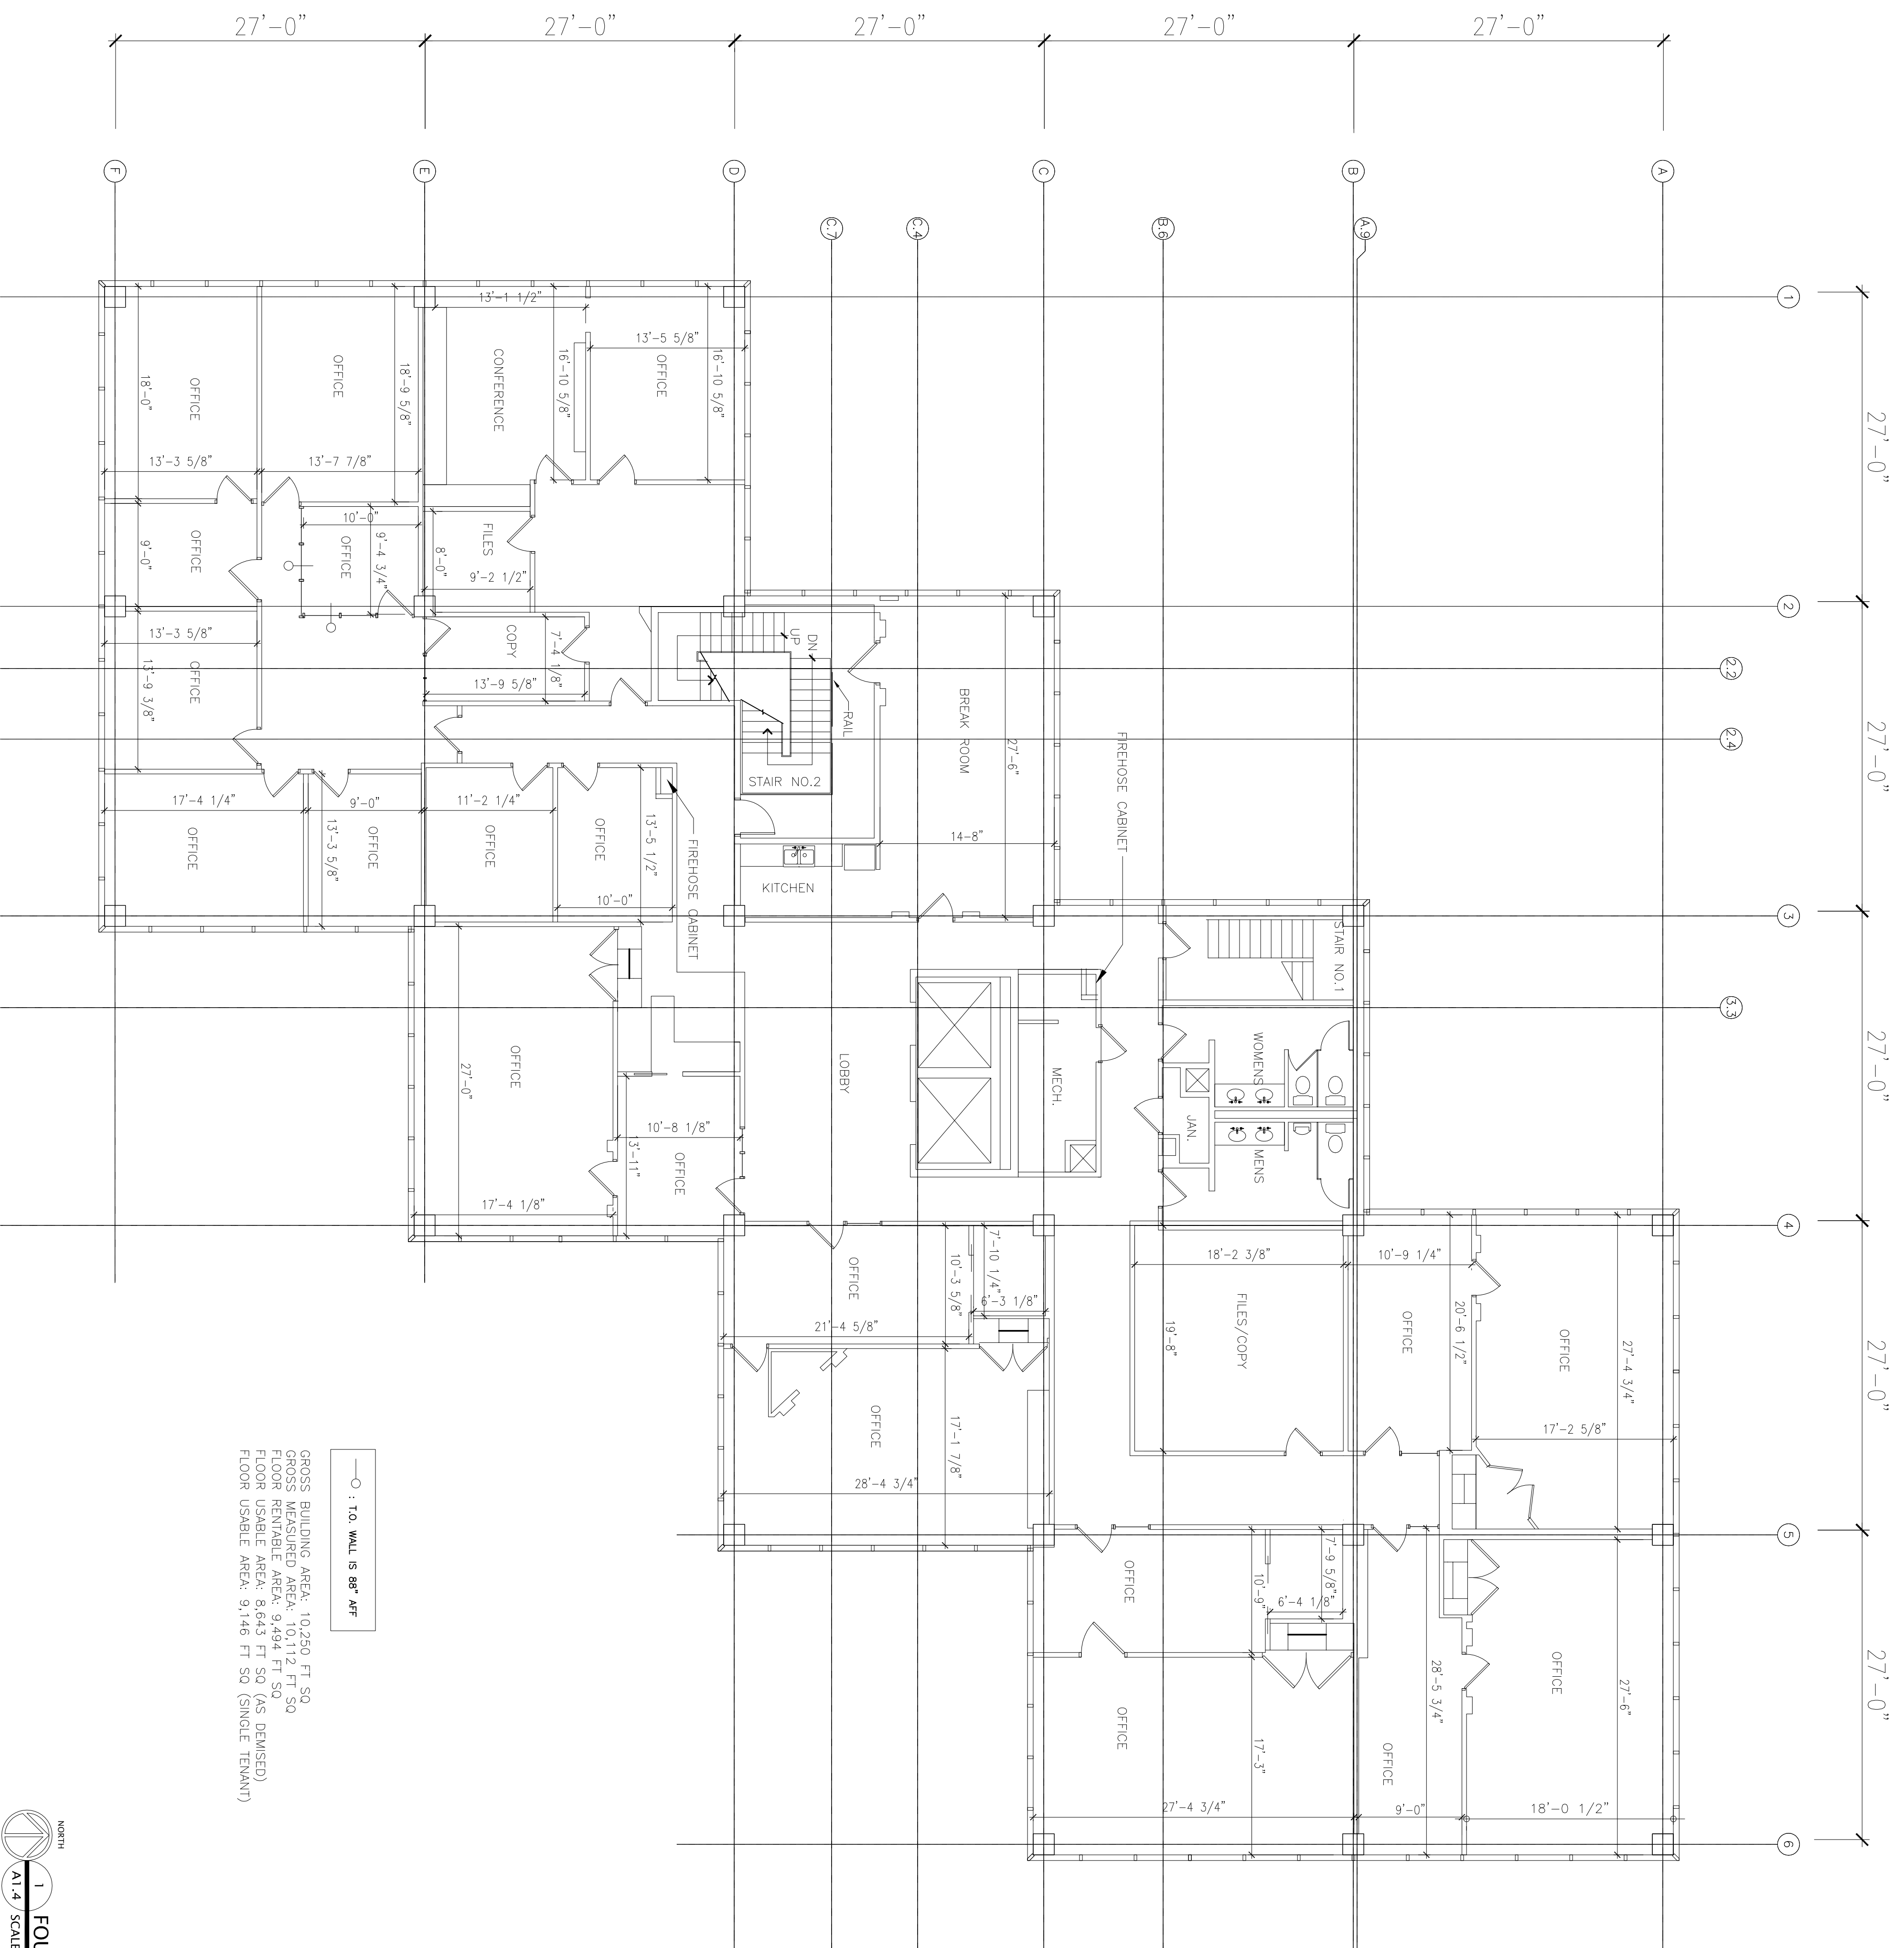 27'-0"
27'-0"
27'-0"
27'-0"
27'-0"
F
E
D
C
B
A
C.7
C.4
B.6
A.9
1
27'-0"
13'-1 1/2"
13'-5 5/8"
CONFERENCE
16'-10 5/8"
OFFICE
16'-10 5/8"
OFFICE
18'-9 5/8"
OFFICE
18'-0"
13'-3 5/8"
13'-7 7/8"
10'-0"
OFFICE
9'-0"
OFFICE
9'-4 3/4"
FILES
8'-0"
9'-2 1/2"
2
27'-0"
13'-3 5/8"
13'-9 3/8"
OFFICE
COPY
7'-4 1/8"
13'-9 5/8"
UP
DN
RAIL
STAIR NO.2
BREAK ROOM
27'-6"
14-8"
FIREHOSE CABINET
2.2
2.4
17'-4 1/4"
9'-0"
11'-2 1/4"
OFFICE
13'-3 5/8"
OFFICE
OFFICE
OFFICE
13'-5 1/2"
10'-0"
FIREHOSE CABINET
KITCHEN
3
27'-0"
STAIR NO.1
3.3
WOMENS
MENS
JAN.
MECH.
LOBBY
OFFICE
27'-0"
17'-4 1/8"
10'-8 1/8"
13'-11"
OFFICE
4
27'-0"
OFFICE
10'-3 5/8"
7'-10 1/4"
6'-3 1/8"
21'-4 5/8"
OFFICE
17'-1 7/8"
28'-4 3/4"
18'-2 3/8"
10'-9 1/4"
FILES/COPY
19'-8"
OFFICE
20'-6 1/2"
OFFICE
27'-4 3/4"
17'-2 5/8"
5
27'-0"
OFFICE
10'-9"
7'-9 5/8"
6'-4 1/8"
OFFICE
17'-3"
27'-4 3/4"
OFFICE
28'-5 3/4"
9'-0"
OFFICE
27'-6"
18'-0 1/2"
6
: T.O. WALL IS 88" AFF
GROSS BUILDING AREA: 10,250 FT SQ
GROSS MEASURED AREA: 10,112 FT SQ
FLOOR RENTABLE AREA: 9,494 FT SQ
FLOOR USABLE AREA: 8,643 FT SQ (AS DEMISED)
FLOOR USABLE AREA: 9,146 FT SQ (SINGLE TENANT)
NORTH
1
A1.4
FOU
SCALE